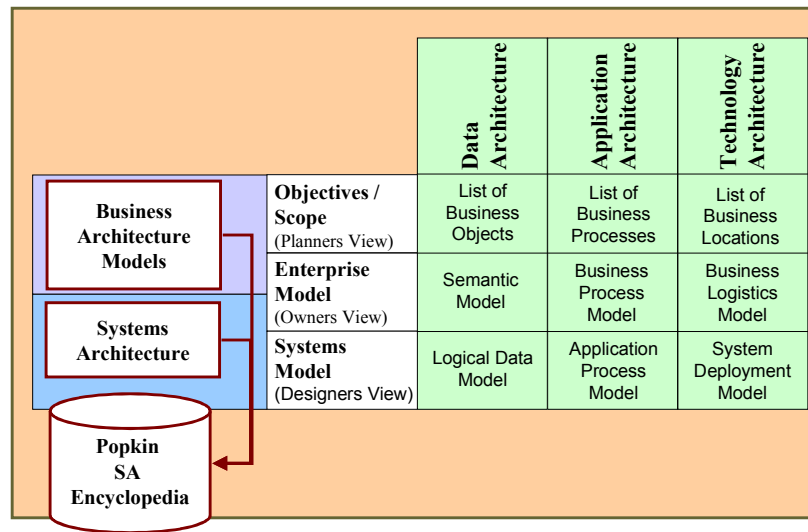 Data
Architecture
Application
Architecture
Technology
Architecture
Business
Architecture
Models
Objectives /
Scope
(Planners View)
List of
Business
Objects
List of
Business
Processes
List of
Business
Locations
Enterprise
Model
(Owners View)
Semantic
Model
Business
Process
Model
Business
Logistics
Model
Systems
Architecture
Systems
Model
(Designers View)
Logical Data
Model
Application
Process Model
System
Deployment Model
Popkin
SA
Encyclopedia